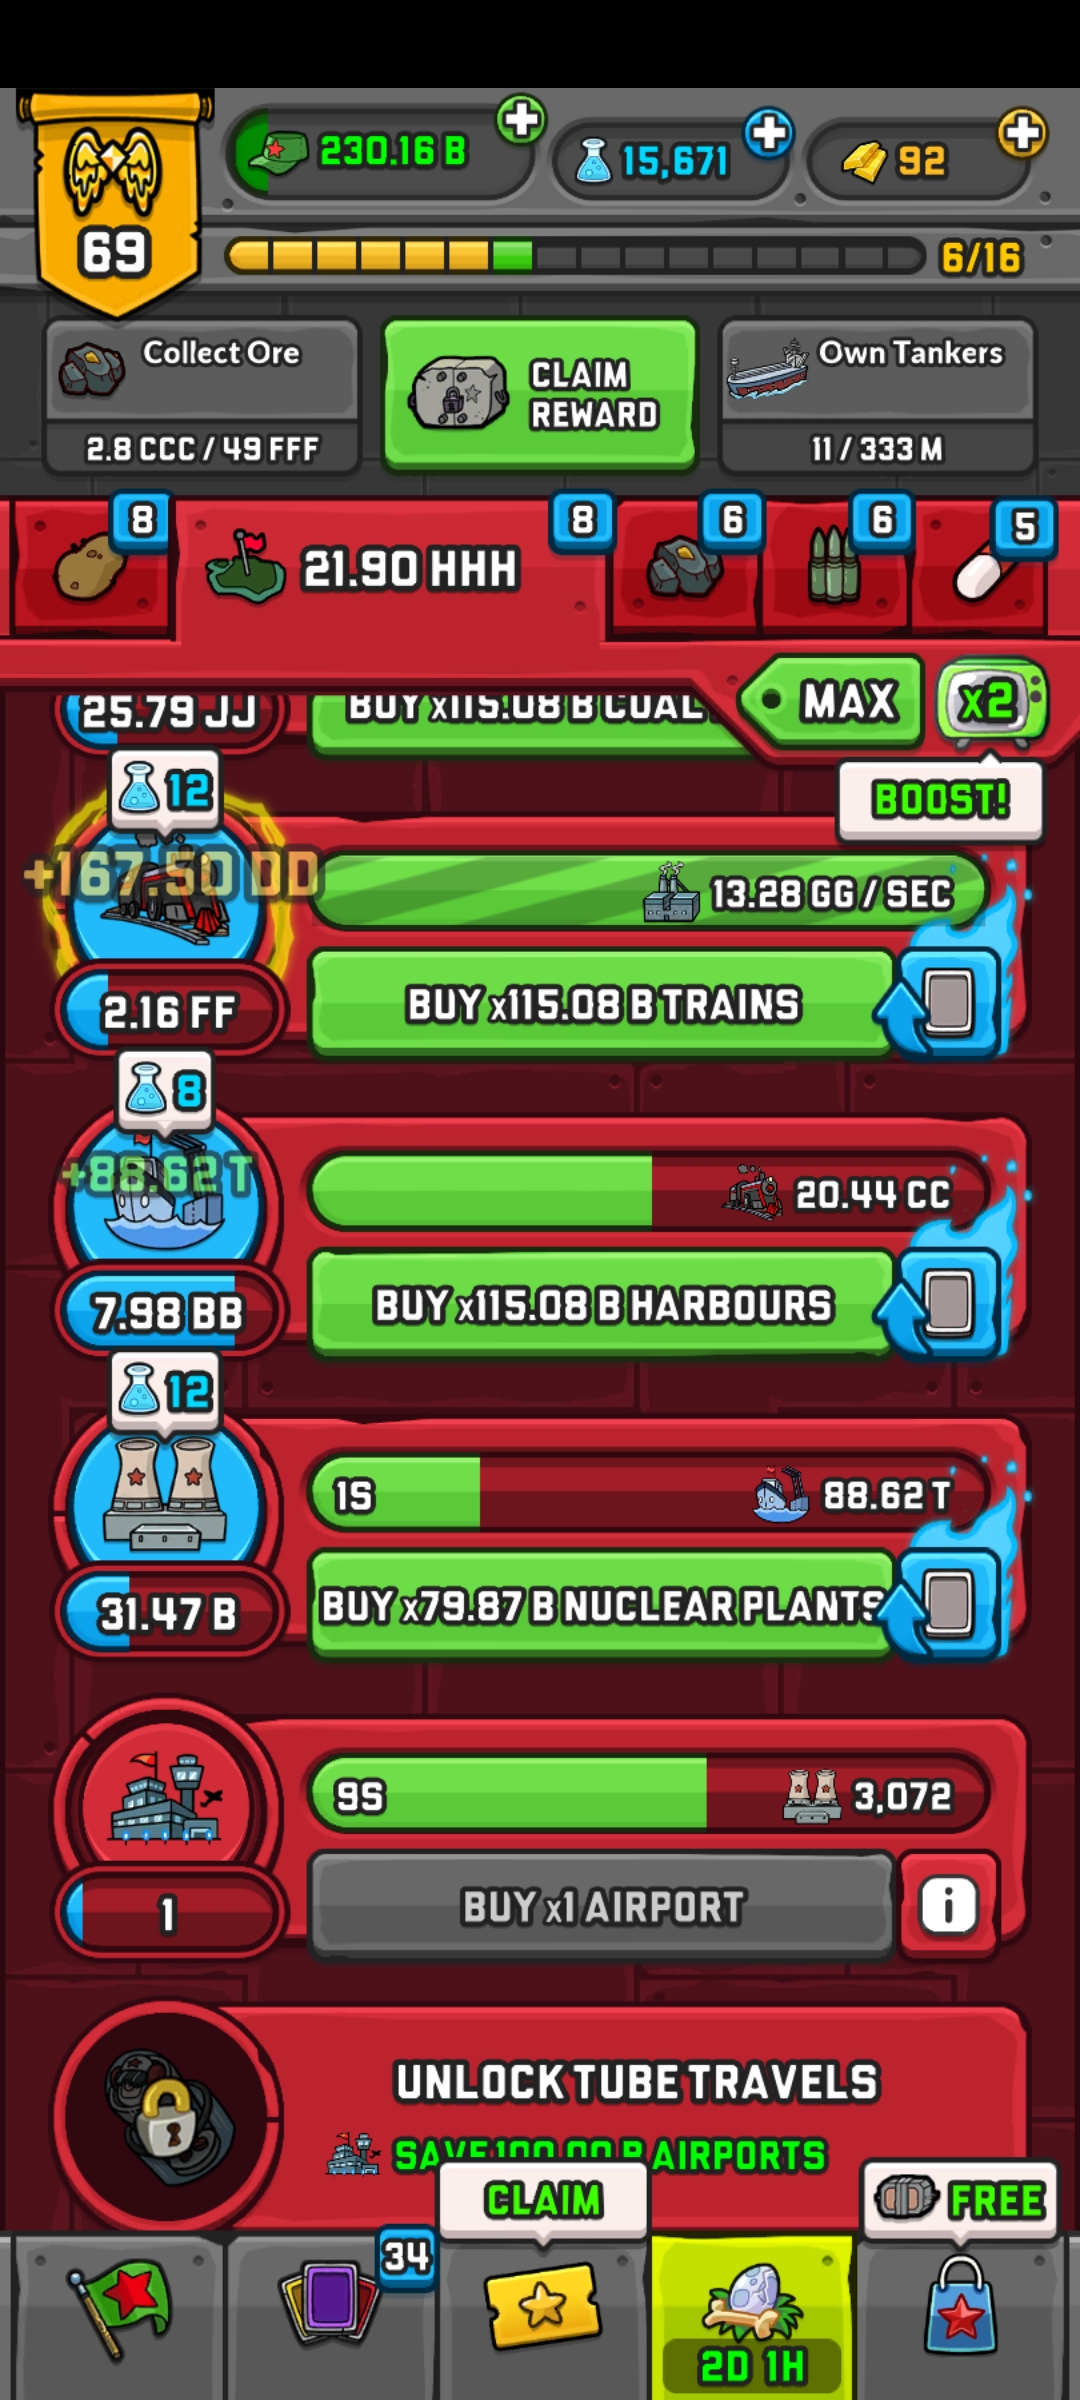 69
230.16 B
15,671
92
6/16
Collect Ore
2.8 CCC / 49 FFF
CLAIM
REWARD
Own Tankers
11 / 333 M
8
21.90 HHH
8
6
6
5
MAX
x2
BOOST!
25.79 JJ
BUY x115.08 B COAL
12
+167.50 DD
13.28 GG / SEC
2.16 FF
BUY x115.08 B TRAINS
8
+88.62 T
20.44 CC
7.98 BB
BUY x115.08 B HARBOURS
12
1S
88.62 T
31.47 B
BUY x79.87 B NUCLEAR PLANTS
9S
3,072
1
BUY x1 AIRPORT
i
UNLOCK TUBE TRAVELS
SAVE 100.00 B AIRPORTS
CLAIM
FREE
34
2D 1H